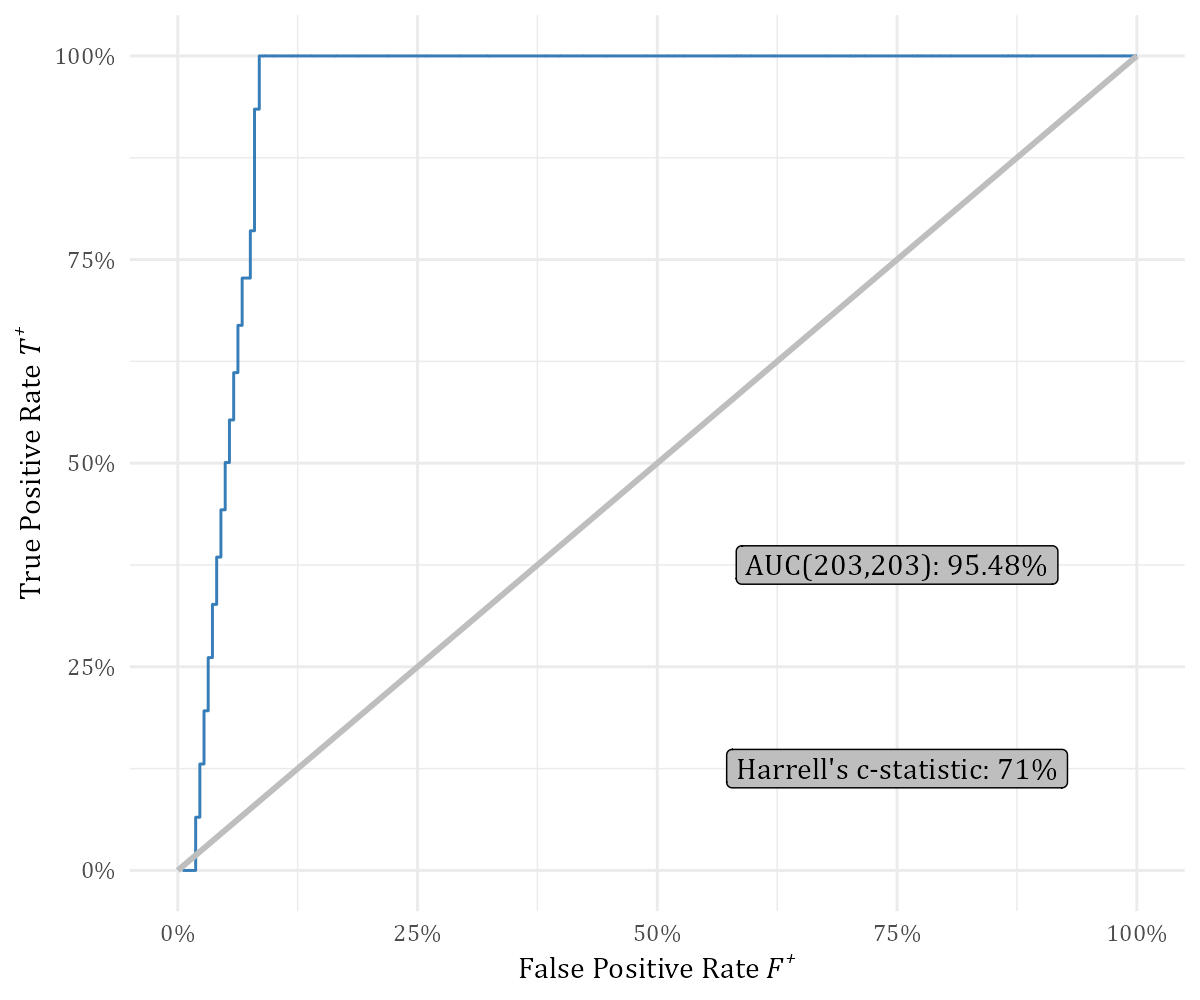 100%
75%
50%
25%
0%
True Positive Rate T⁺
AUC(203,203): 95.48%
Harrell's c-statistic: 71%
0%
25%
50%
75%
100%
False Positive Rate F⁺